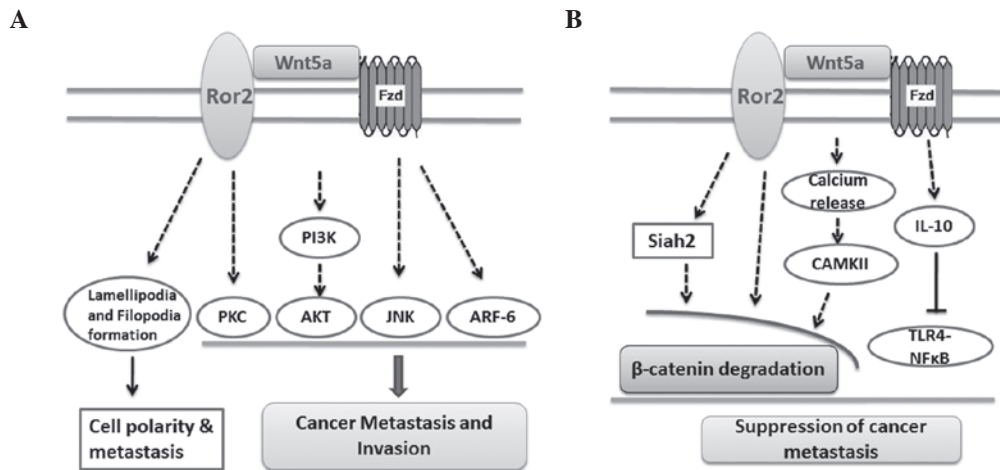 A
Wnt5a
Ror2
Fzd
PI3K
Lamellipodia
and Filopodia
formation
PKC
AKT
JNK
ARF-6
Cell polarity &
metastasis
Cancer Metastasis and
Invasion
B
Wnt5a
Ror2
Fzd
Calcium
release
Siah2
IL-10
CAMKII
TLR4-
NFκB
β-catenin degradation
Suppression of cancer
metastasis